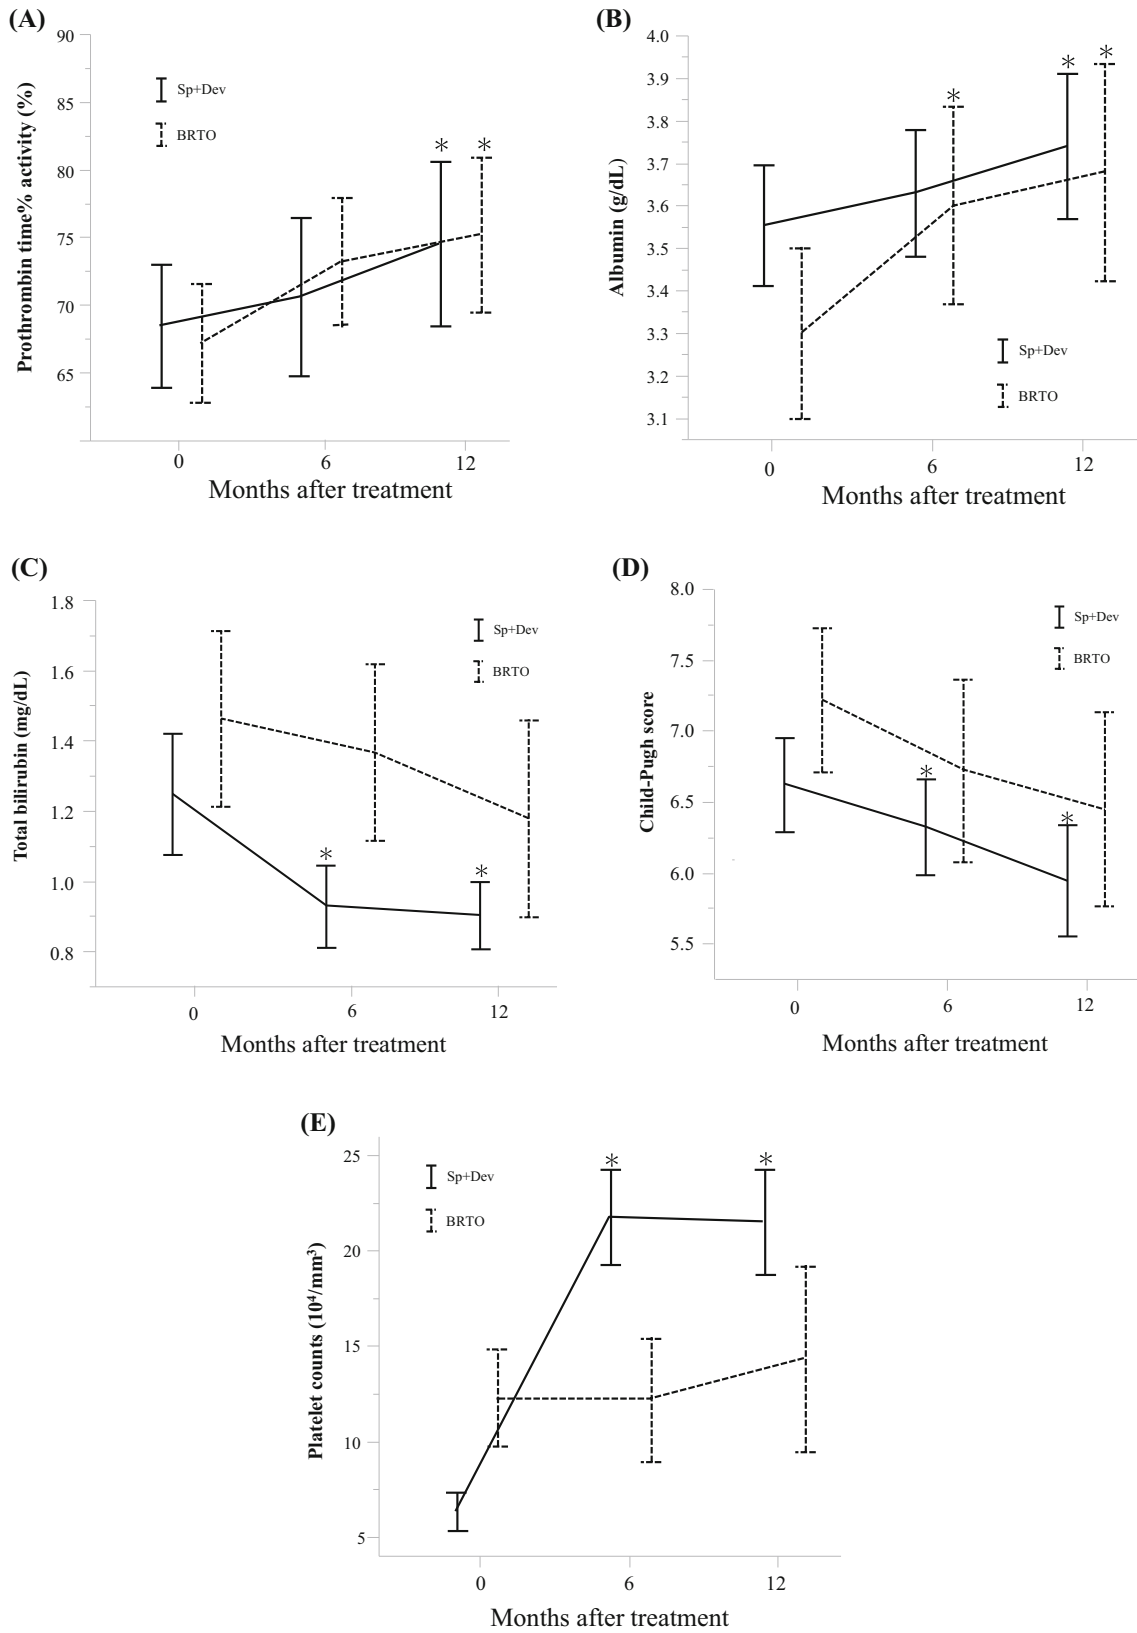 (A)
90
85
80
75
70
65
Prothrombin time% activity (%)
Sp+Dev
BRTO
* *
0 6 12
Months after treatment
(B)
4.0
3.9
3.8
3.7
3.6
3.5
3.4
3.3
3.2
3.1
Albumin (g/dL)
* * *
Sp+Dev
BRTO
0 6 12
Months after treatment
(C)
1.8
1.6
1.4
1.2
1.0
0.8
Total bilirubin (mg/dL)
Sp+Dev
BRTO
* *
0 6 12
Months after treatment
(D)
8.0
7.5
7.0
6.5
6.0
5.5
Child-Pugh score
Sp+Dev
BRTO
* *
0 6 12
Months after treatment
(E)
25
20
15
10
5
Platelet counts (10⁴/mm³)
Sp+Dev
BRTO
* *
0 6 12
Months after treatment